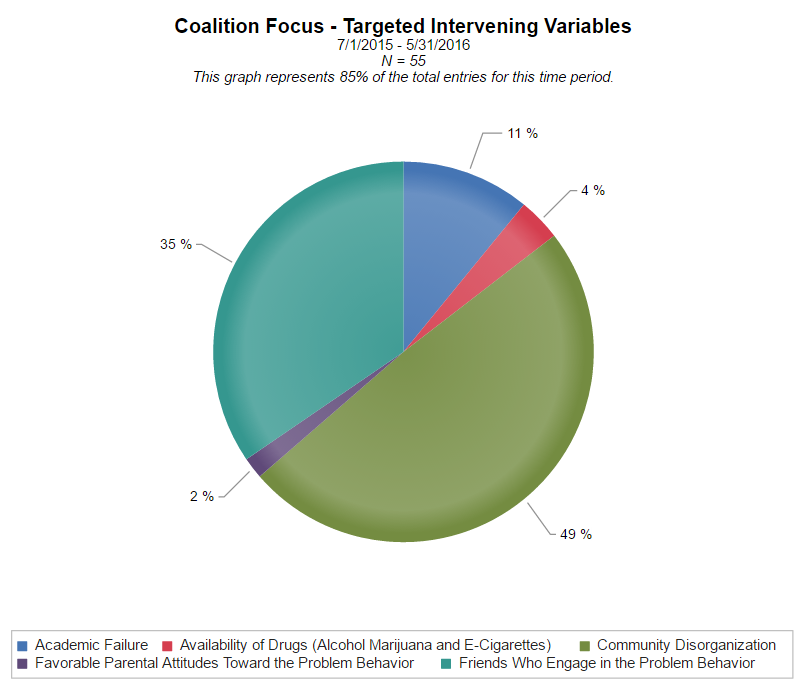 Coalition Focus - Targeted Intervening Variables
7/1/2015 - 5/31/2016
N = 55
This graph represents 85% of the total entries for this time period.
11 %
4 %
35 %
2 %
49 %
Academic Failure Availability of Drugs (Alcohol Marijuana and E-Cigarettes) Community Disorganization
Favorable Parental Attitudes Toward the Problem Behavior Friends Who Engage in the Problem Behavior